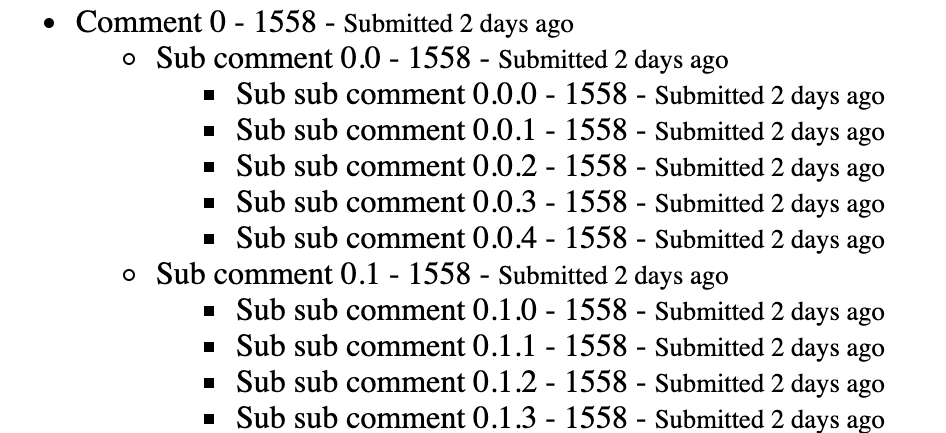 Comment 0 - 1558 - Submitted 2 days ago
Sub comment 0.0 - 1558 - Submitted 2 days ago
Sub sub comment 0.0.0 - 1558 - Submitted 2 days ago
Sub sub comment 0.0.1 - 1558 - Submitted 2 days ago
Sub sub comment 0.0.2 - 1558 - Submitted 2 days ago
Sub sub comment 0.0.3 - 1558 - Submitted 2 days ago
Sub sub comment 0.0.4 - 1558 - Submitted 2 days ago
Sub comment 0.1 - 1558 - Submitted 2 days ago
Sub sub comment 0.1.0 - 1558 - Submitted 2 days ago
Sub sub comment 0.1.1 - 1558 - Submitted 2 days ago
Sub sub comment 0.1.2 - 1558 - Submitted 2 days ago
Sub sub comment 0.1.3 - 1558 - Submitted 2 days ago